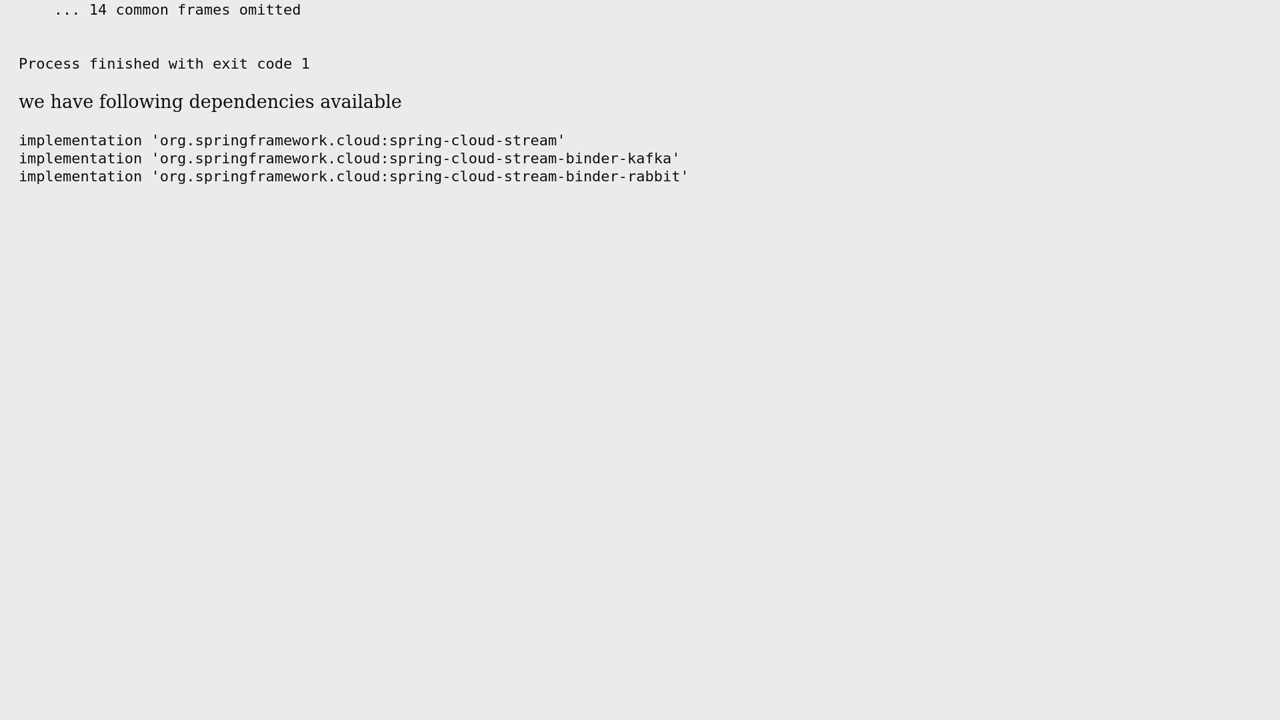 ... 14 common frames omitted
Process finished with exit code 1
we have following dependencies available
implementation 'org.springframework.cloud:spring-cloud-stream'
implementation 'org.springframework.cloud:spring-cloud-stream-binder-kafka'
implementation 'org.springframework.cloud:spring-cloud-stream-binder-rabbit'